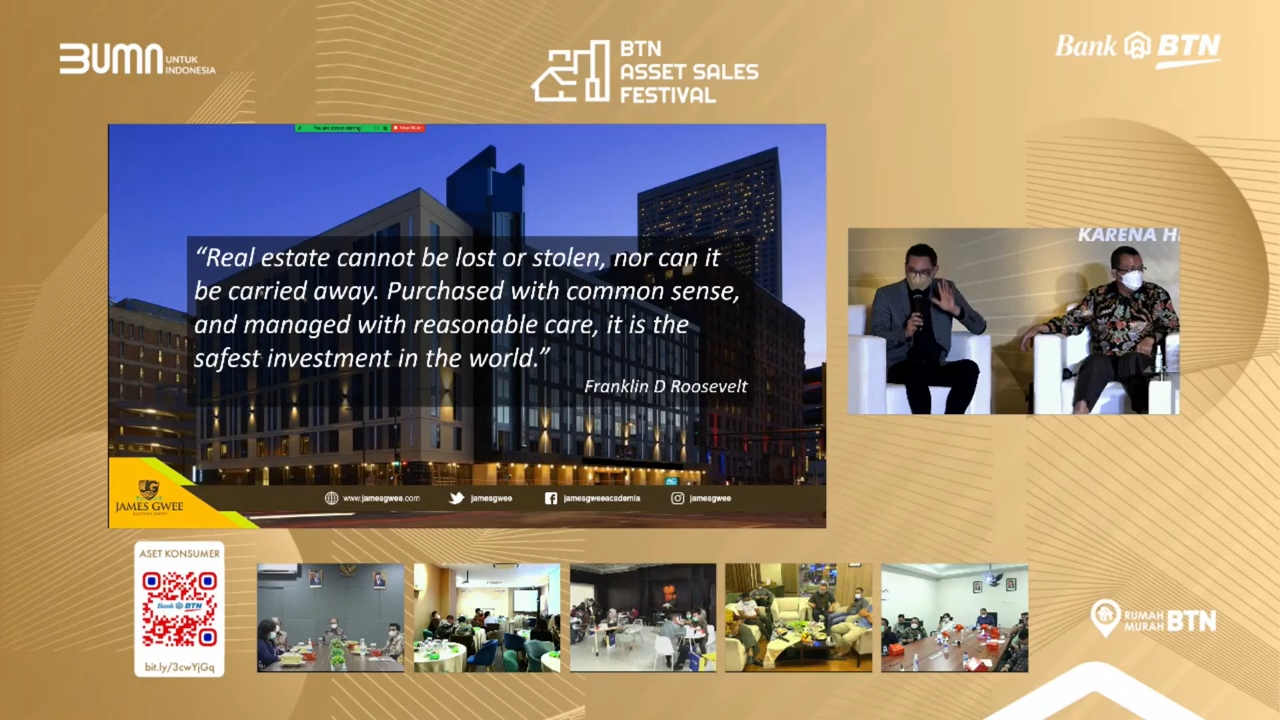 BUMN
UNTUK
INDONESIA
BTN
ASSET SALES
FESTIVAL
Bank BTN
KARENA H
“Real estate cannot be lost or stolen, nor can it
be carried away. Purchased with common sense,
and managed with reasonable care, it is the
safest investment in the world.”
Franklin D Roosevelt
JAMES GWEE
www.jamesgwee.com
jamesgwee
jamesgweeacademia
jamesgwee
ASET KONSUMER
Bank BTN
bit.ly/3cwYjGq
RUMAH
MURAH BTN